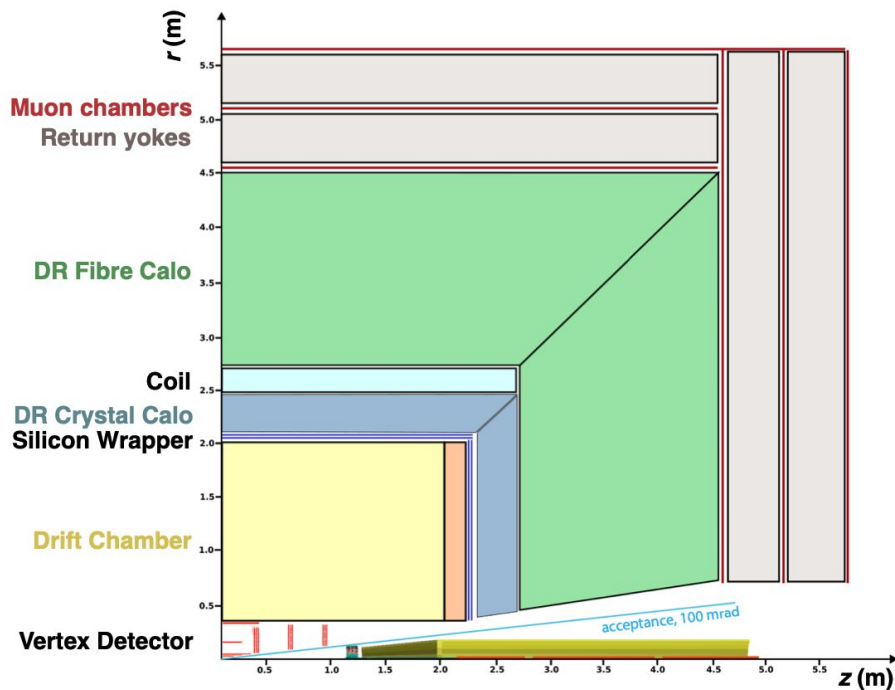 r (m)
5.5
Muon chambers
5.0
Return yokes
4.5
4.0
DR Fibre Calo
3.5
3.0
Coil
2.5
DR Crystal Calo
Silicon Wrapper
2.0
1.5
Drift Chamber
1.0
0.5
acceptance, 100 mrad
Vertex Detector
0.5 1.0 1.5 2.0 2.5 3.0 3.5 4.0 4.5 5.0 5.5
z (m)